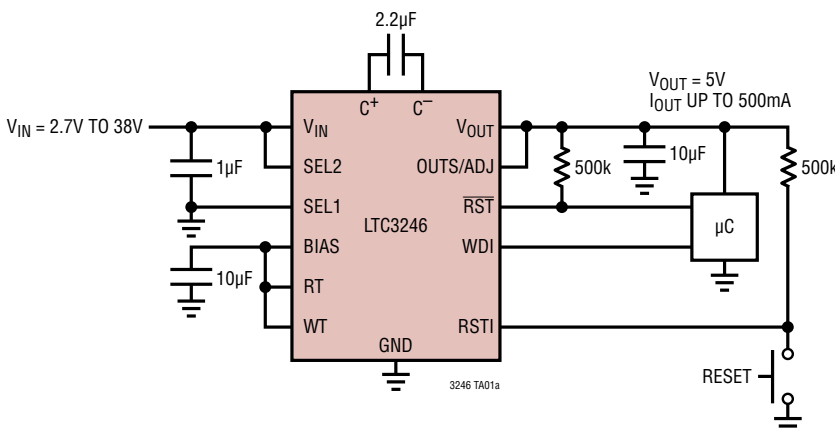 2.2µF
C+ C–
VIN = 2.7V TO 38V
VIN
SEL2
SEL1
BIAS
RT
WT
GND
LTC3246
VOUT
OUTS/ADJ
RST
WDI
RSTI
1µF
10µF
VOUT = 5V
IOUT UP TO 500mA
500k
10µF
500k
µC
RESET
3246 TA01a